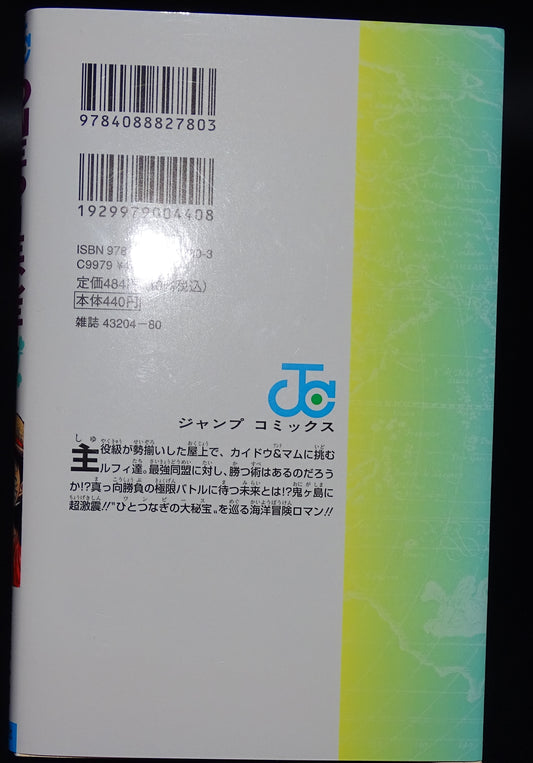 9784088827803
1929979004408
ISBN978
0-3
C9979
定価484
税込)
本体440円
雑誌 43204-80
ジャンプ コミックス
主役級が勢揃いした屋上で、カイドウ&マムに挑む
ルフィ達。最強同盟に対し、勝つ術はあるのだろう
か!?真っ向勝負の極限バトルに待つ未来とは!?鬼ヶ島に
超激震!!"ひとつなぎの大秘宝"を巡る海洋冒険ロマン!!